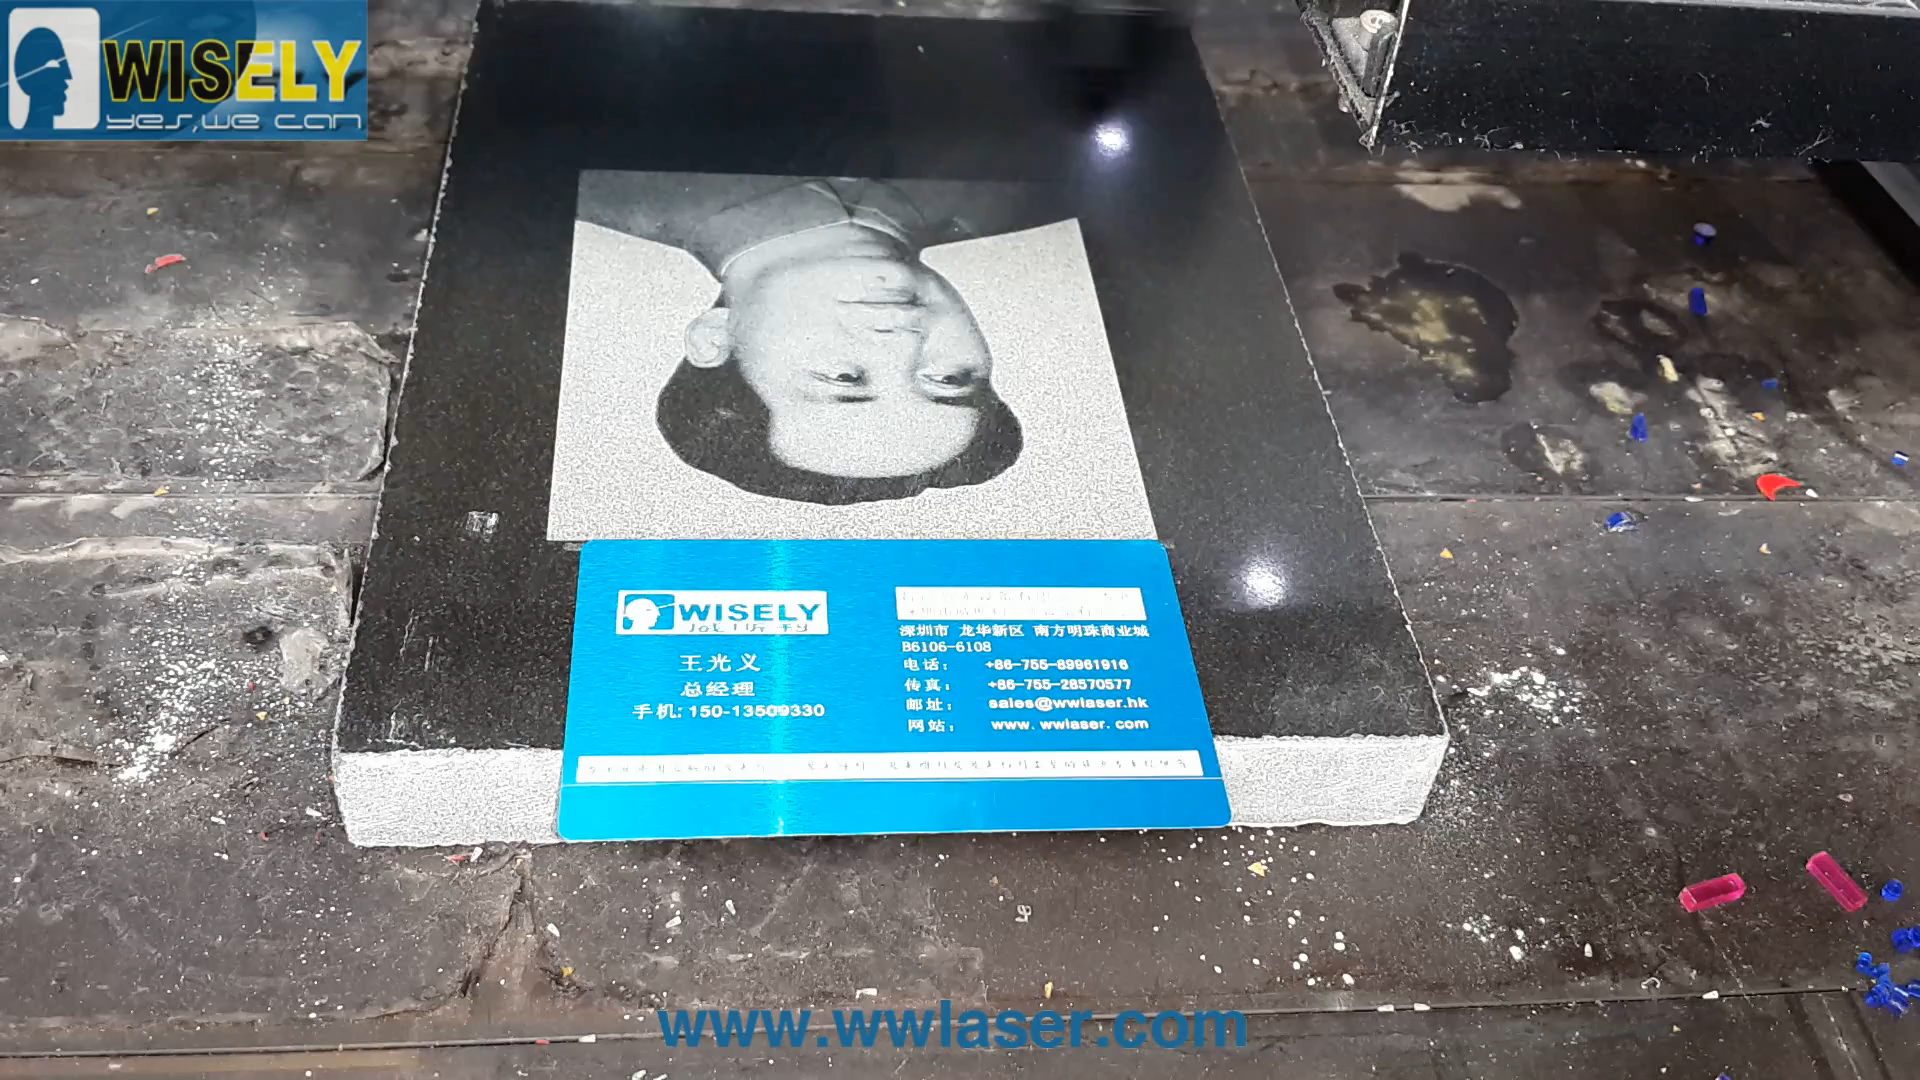 WISELY
yes,we can
WISELY
王光义
总经理
手机: 150-13509330
深圳市 龙华新区 南方明珠商业城
B6106-6108
电话: +86-755-89961916
传真: +86-755-28570577
邮址: sales@wwlaser.hk
网站: www.wwlaser.com
www.wwlaser.com